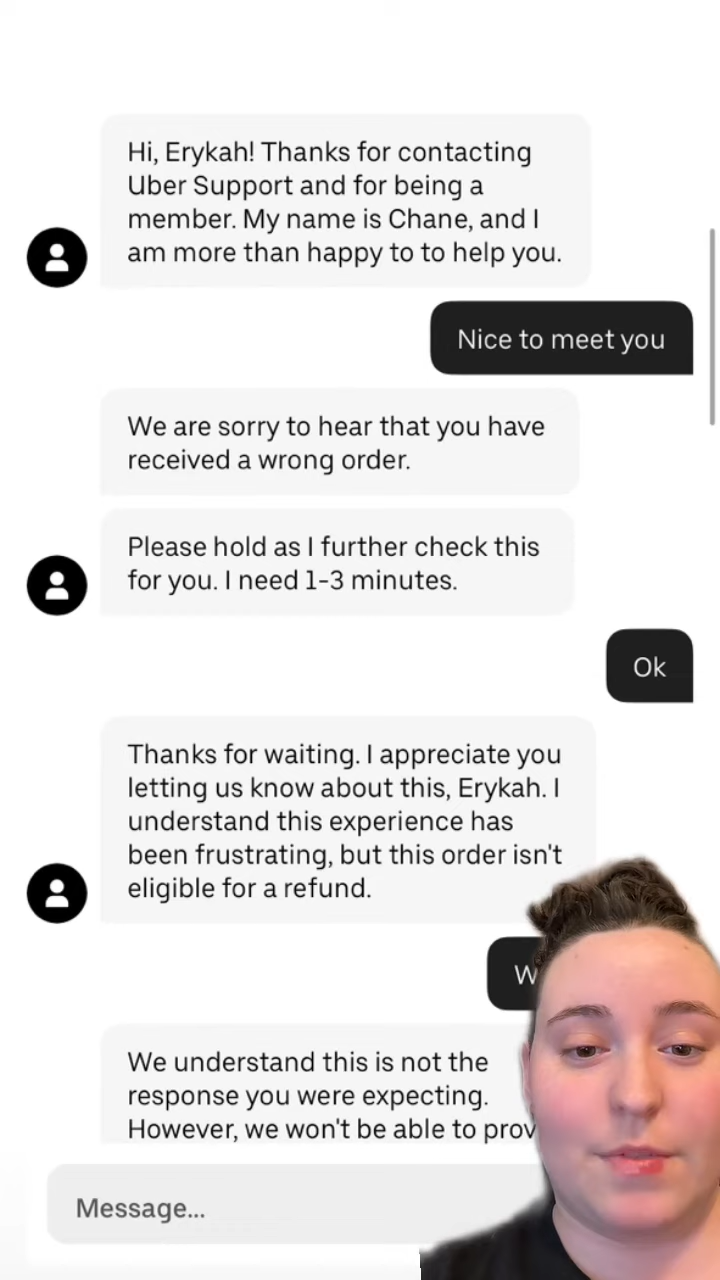 Hi, Erykah! Thanks for contacting
Uber Support and for being a
member. My name is Chane, and I
am more than happy to to help you.
Nice to meet you
We are sorry to hear that you have
received a wrong order.
Please hold as I further check this
for you. I need 1-3 minutes.
Ok
Thanks for waiting. I appreciate you
letting us know about this, Erykah. I
understand this experience has
been frustrating, but this order isn't
eligible for a refund.
We understand this is not the
response you were expecting.
However, we won't be able to
Message...